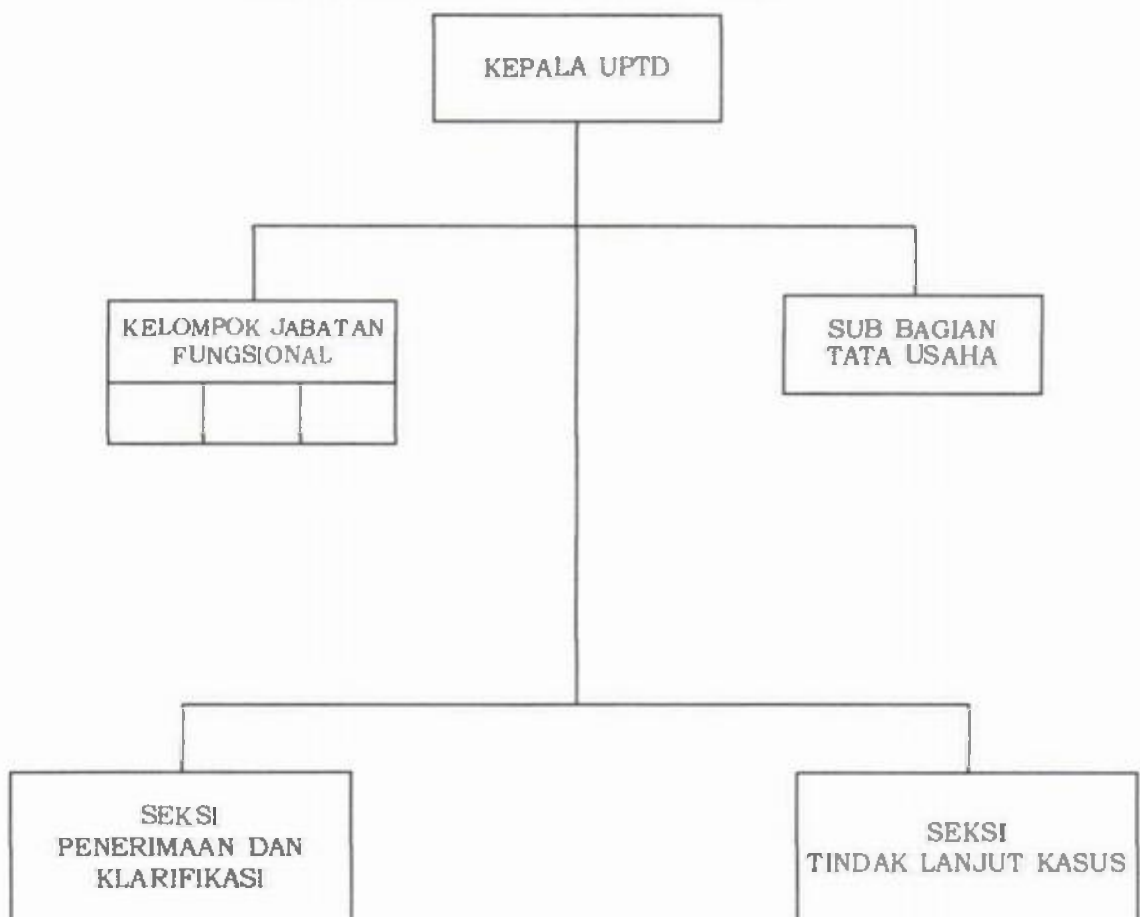 KEPALA UPTD
KELOMPOK JABATAN
FUNGSIONAL
SUB BAGIAN
TATA USAHA
SEKSI
PENERIMAAN DAN
KLARIFIKASI
SEKSI
TINDAK LANJUT KASUS